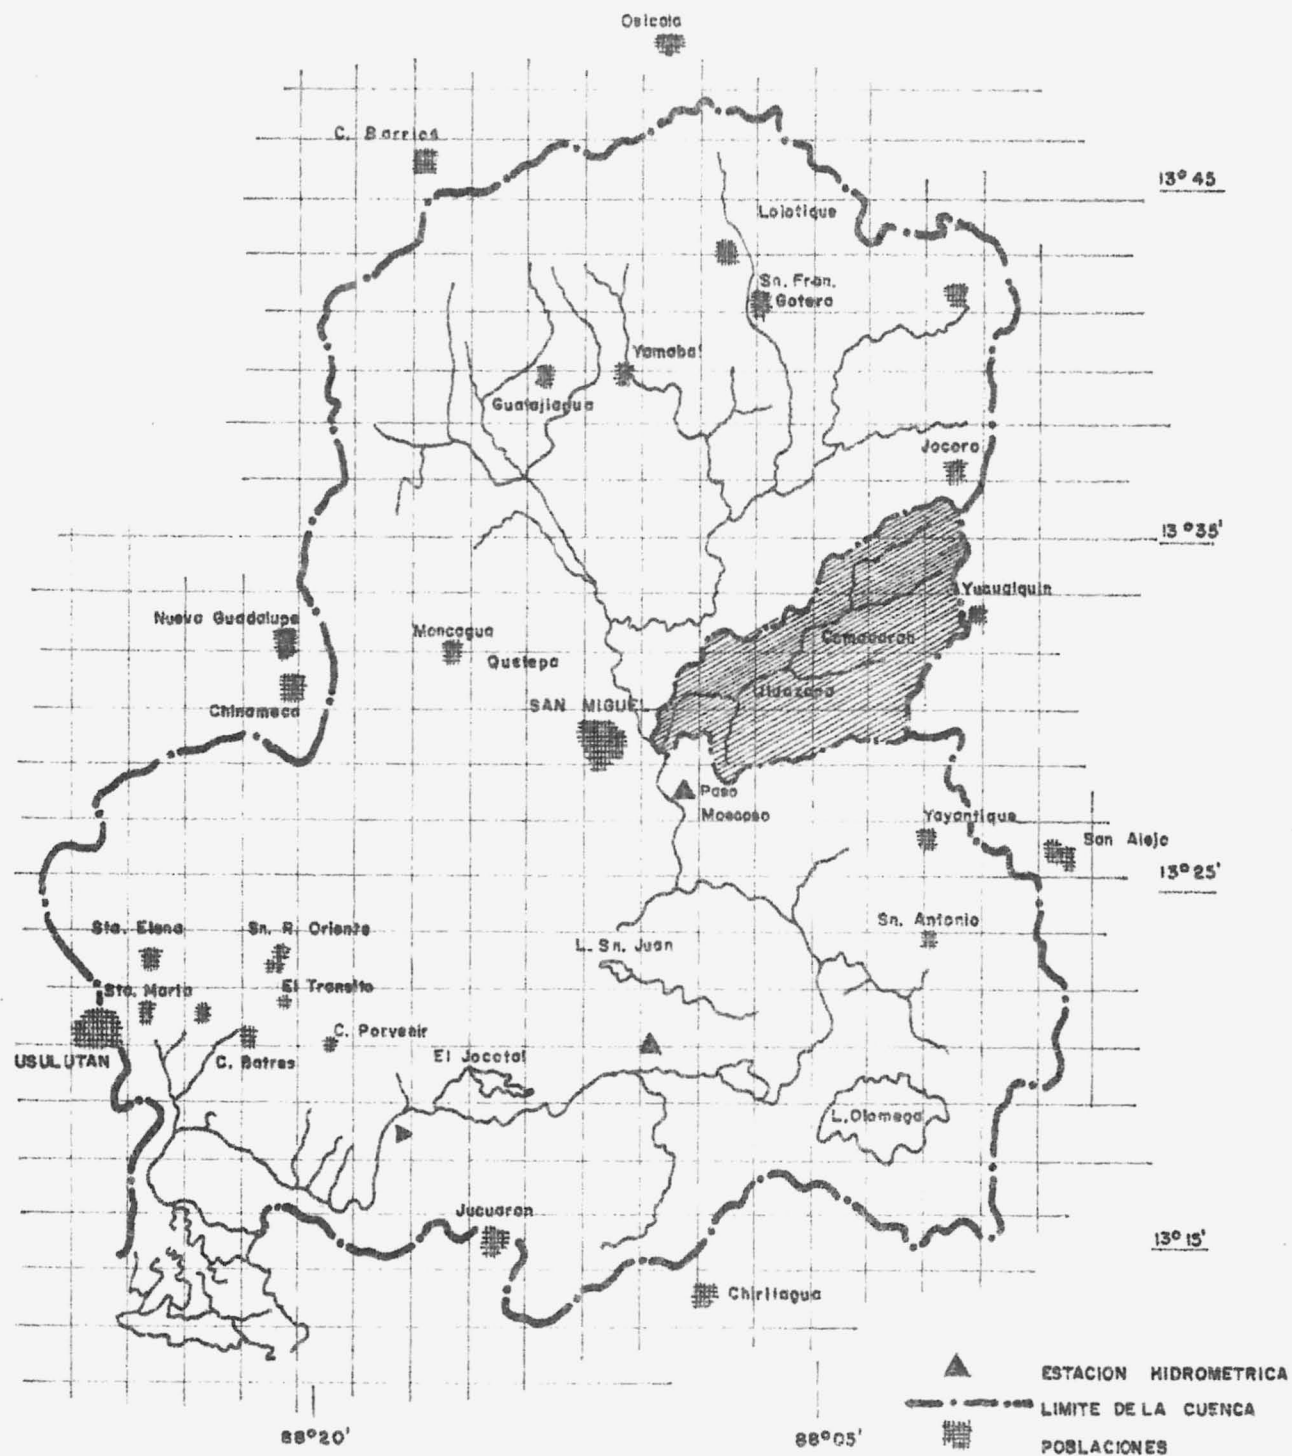 Osicala
C. Barrios
13° 45
Lolotique
Sn. Fran.
Gotera
Yamabal
Guatajiagua
Jocoro
13° 35'
Yucuaiquin
Nueva Guadalupe
Moncagua
Comacaran
Quelepa
Uluazapa
Chinameca
SAN MIGUEL
Paso
Mocaposo
Yayantique
San Alejo
13° 25'
Sta. Elena
Sn. R. Oriente
Sn. Antonio
L. Sn. Juan
Sta. Maria
El Transito
C. Porvenir
USULUTAN
C. Batres
El Jocotal
L. Olomega
Jucuaran
13° 15'
Chirilagua
ESTACION HIDROMETRICA
LIMITE DE LA CUENCA
POBLACIONES
88° 20'
88° 05'